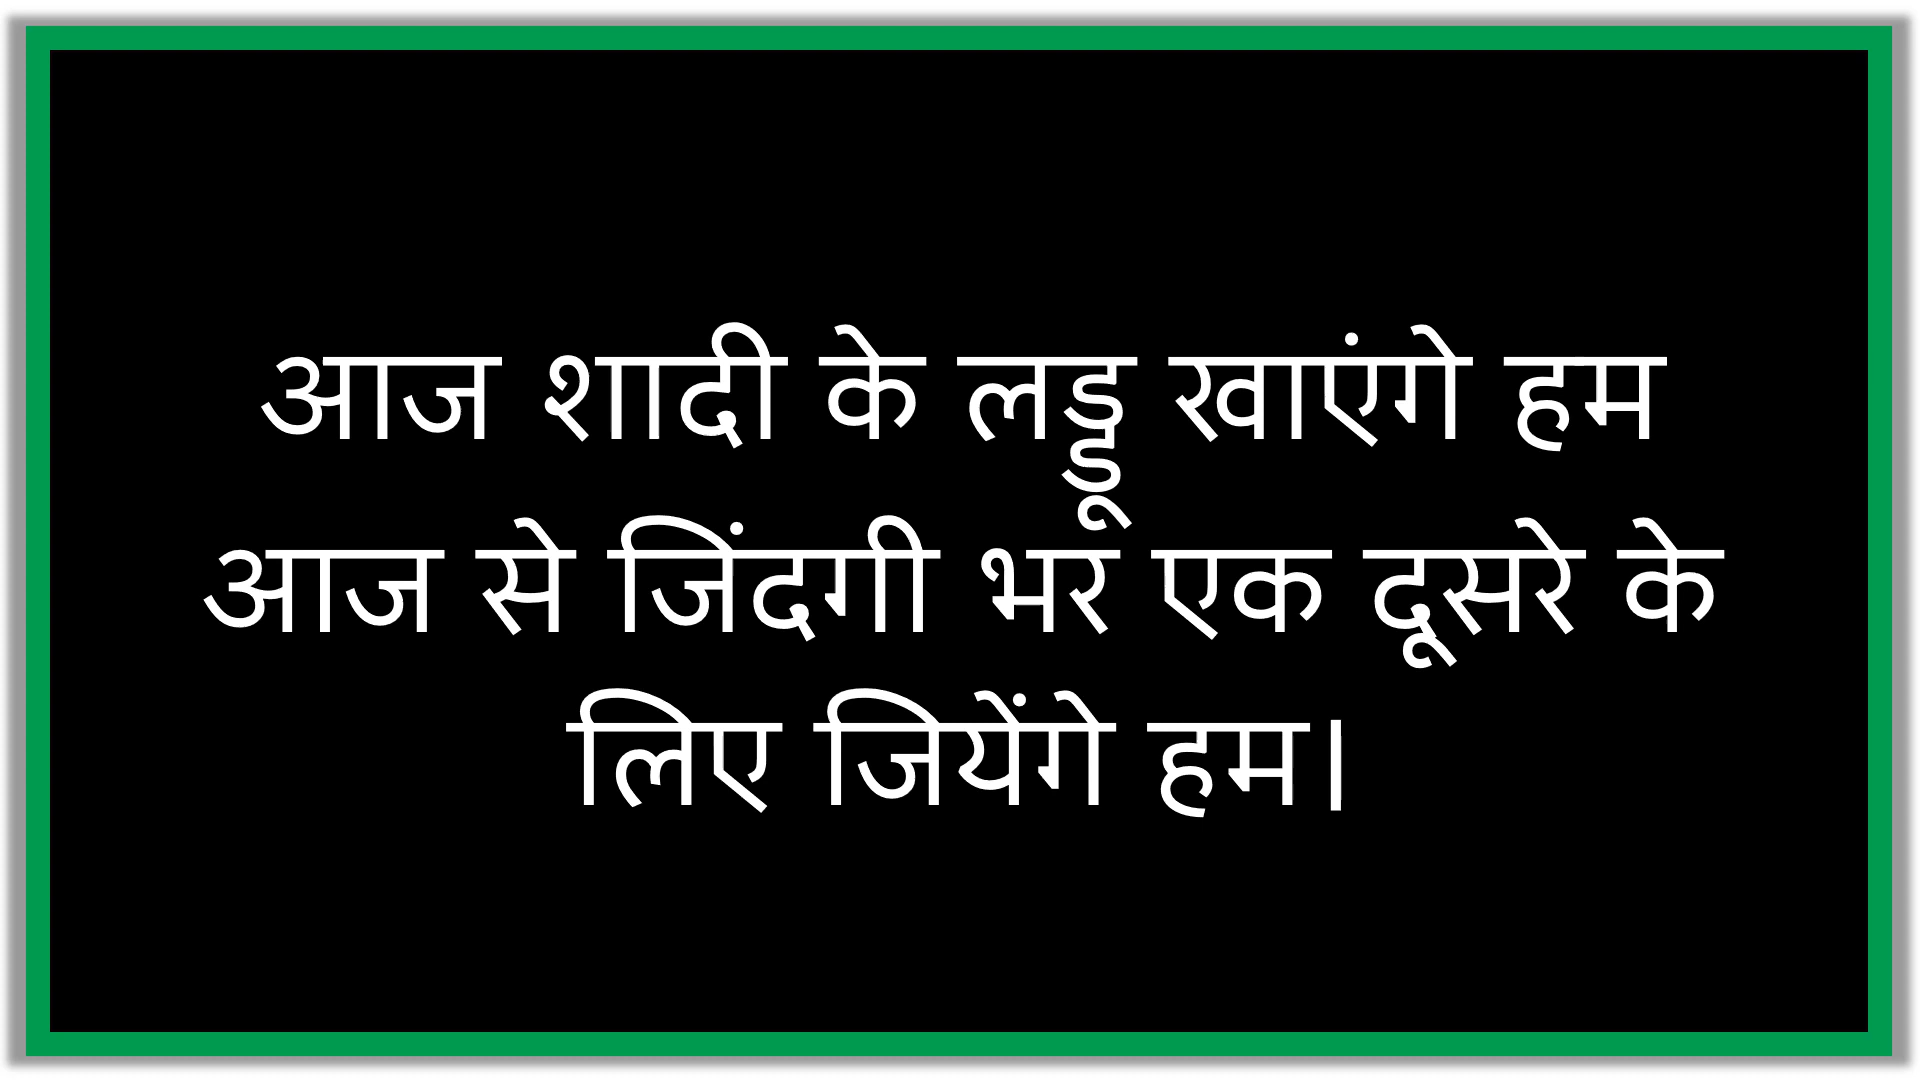 आज शादी के लड्डू खाएंगे हम
आज से जिंदगी भर एक दूसरे के
लिए जियेंगे हम।